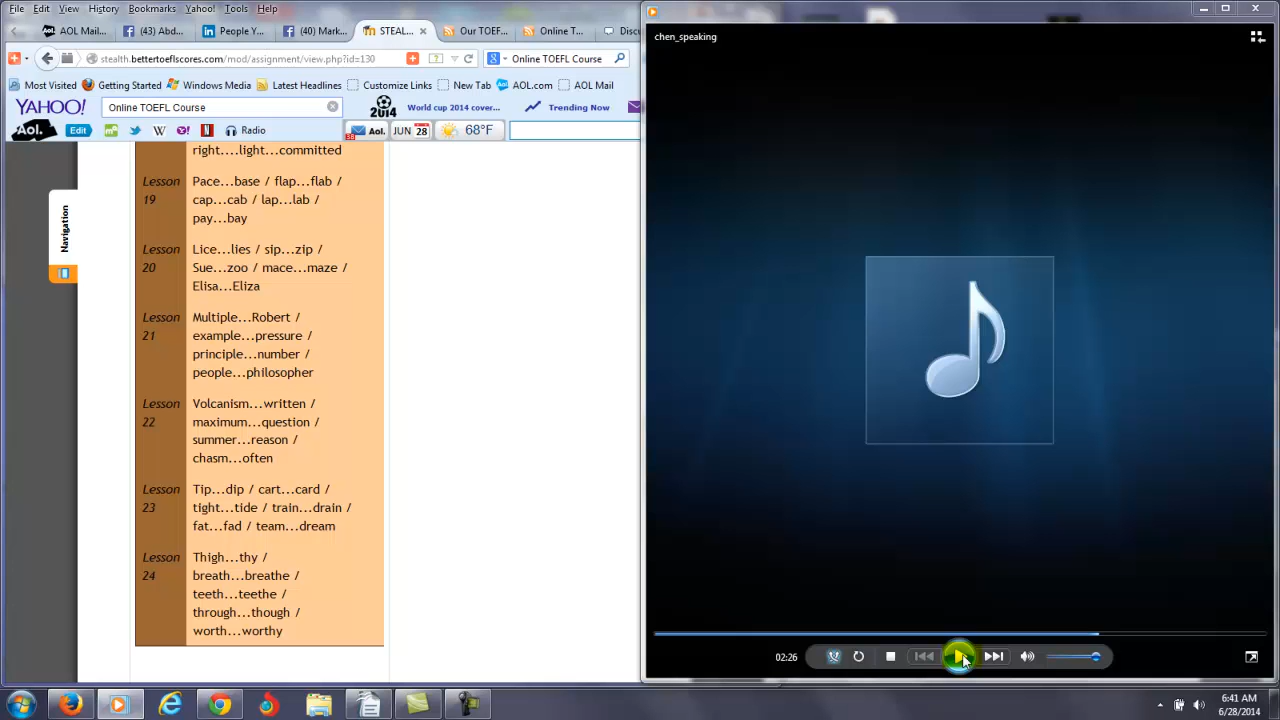 File Edit View History Bookmarks Yahoo! Tools Help
AOL Mail... (43) Abd... People Y... (40) Mark... STEAL... × Our TOEF... Online T... Discu
stealth.bettertoeflscores.com/mod/assignment/view.php?id=130
Online TOEFL Course
Most Visited Getting Started Windows Media Latest Headlines Customize Links New Tab AOL.com AOL Mail
YAHOO! Online TOEFL Course 2014 World cup 2014 cover... Trending Now
Aol. Edit W Y! N Radio Aol. JUN 28 68°F
right....light...committed
Lesson 19
Pace...base / flap...flab /
cap...cab / lap...lab /
pay...bay
Lesson 20
Lice...lies / sip...zip /
Sue...zoo / mace...maze /
Elisa...Eliza
Lesson 21
Multiple...Robert /
example...pressure /
principle...number /
people...philosopher
Lesson 22
Volcanism...written /
maximum...question /
summer...reason /
chasm...often
Lesson 23
Tip...dip / cart...card /
tight...tide / train...drain /
fat...fad / team...dream
Lesson 24
Thigh...thy /
breath...breathe /
teeth...teethe /
through...though /
worth...worthy
Navigation
chen_speaking
02:26
6:41 AM
6/28/2014